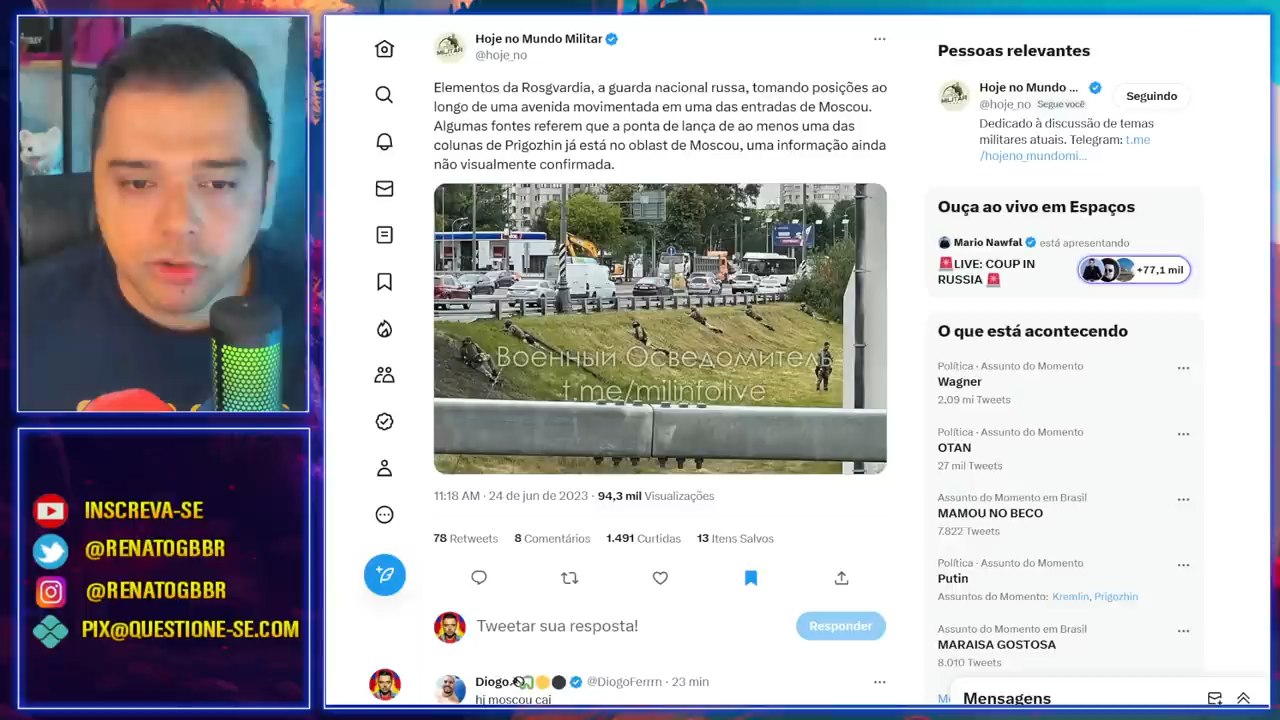 Hoje no Mundo Militar
@hoje_no
Elementos da Rosgvardia, a guarda nacional russa, tomando posições ao
longo de uma avenida movimentada em uma das entradas de Moscou.
Algumas fontes referem que a ponta de lança de ao menos uma das
colunas de Prigozhin já está no oblast de Moscou, uma informação ainda
não visualmente confirmada.
Военный Осведомитель
t.me/milinfolive
11:18 AM · 24 de jun de 2023 · 94,3 mil Visualizações
78 Retweets 8 Comentários 1.491 Curtidas 13 Itens Salvos
Tweetar sua resposta!
Responder
Diogo
@DiogoFerrrn · 23 min
hj moscou cai
Pessoas relevantes
Hoje no Mundo ...
@hoje_no Segue você
Seguindo
Dedicado à discussão de temas
militares atuais. Telegram: t.me
/hojeno_mundomi...
Ouça ao vivo em Espaços
Mario Nawfal está apresentando
🚨LIVE: COUP IN
RUSSIA 🚨
+77,1 mil
O que está acontecendo
Política · Assunto do Momento
Wagner
2,09 mi Tweets
Política · Assunto do Momento
OTAN
27 mil Tweets
Assunto do Momento em Brasil
MAMOU NO BECO
7.822 Tweets
Política · Assunto do Momento
Putin
Assuntos do Momento: Kremlin, Prigozhin
Assunto do Momento em Brasil
MARAISA GOSTOSA
8.010 Tweets
Mensagens
INSCREVA-SE
@RENATOGBBR
@RENATOGBBR
PIX@QUESTIONE-SE.COM